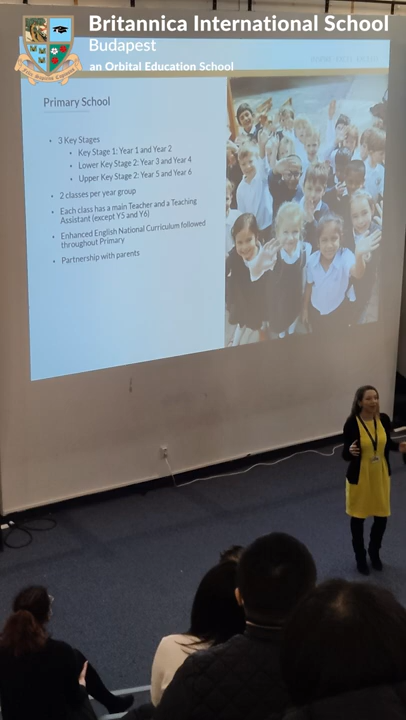 Britannica International School
Budapest
an Orbital Education School
Primary School
• 3 Key Stages
• Key Stage 1: Year 1 and Year 2
• Lower Key Stage 2: Year 3 and Year 4
• Upper Key Stage 2: Year 5 and Year 6
• 2 classes per year group
• Each class has a main Teacher and a Teaching
Assistant (except Y5 and Y6)
• Enhanced English National Curriculum followed
throughout Primary
• Partnership with parents